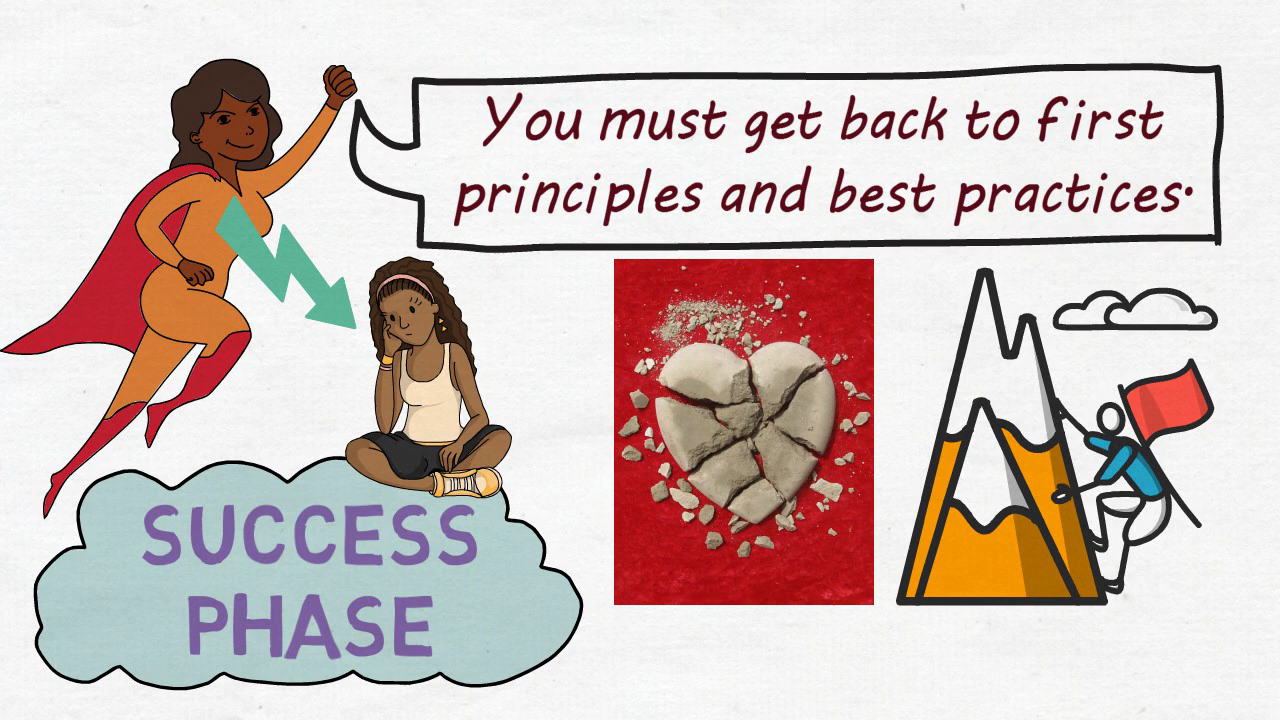 You must get back to first
principles and best practices.
SUCCESS
PHASE